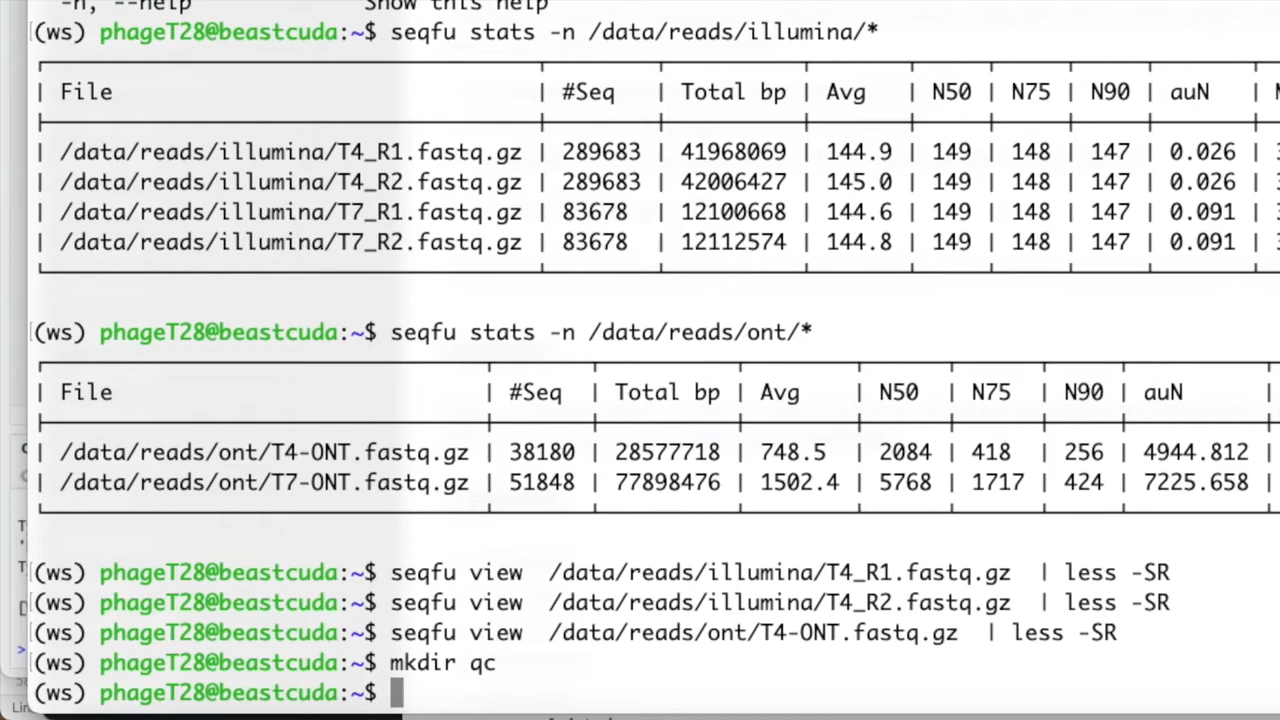 -n, --help Show this help
(ws) phageT28@beastcuda:~$ seqfu stats -n /data/reads/illumina/*
| File | #Seq | Total bp | Avg | N50 | N75 | N90 | auN |
| /data/reads/illumina/T4_R1.fastq.gz | 289683 | 41968069 | 144.9 | 149 | 148 | 147 | 0.026 |
| /data/reads/illumina/T4_R2.fastq.gz | 289683 | 42006427 | 145.0 | 149 | 148 | 147 | 0.026 |
| /data/reads/illumina/T7_R1.fastq.gz | 83678 | 12100668 | 144.6 | 149 | 148 | 147 | 0.091 |
| /data/reads/illumina/T7_R2.fastq.gz | 83678 | 12112574 | 144.8 | 149 | 148 | 147 | 0.091 |
(ws) phageT28@beastcuda:~$ seqfu stats -n /data/reads/ont/*
| File | #Seq | Total bp | Avg | N50 | N75 | N90 | auN |
| /data/reads/ont/T4-ONT.fastq.gz | 38180 | 28577718 | 748.5 | 2084 | 418 | 256 | 4944.812 |
| /data/reads/ont/T7-ONT.fastq.gz | 51848 | 77898476 | 1502.4 | 5768 | 1717 | 424 | 7225.658 |
(ws) phageT28@beastcuda:~$ seqfu view  /data/reads/illumina/T4_R1.fastq.gz  | less -SR
(ws) phageT28@beastcuda:~$ seqfu view  /data/reads/illumina/T4_R2.fastq.gz  | less -SR
(ws) phageT28@beastcuda:~$ seqfu view  /data/reads/ont/T4-ONT.fastq.gz  | less -SR
(ws) phageT28@beastcuda:~$ mkdir qc
(ws) phageT28@beastcuda:~$